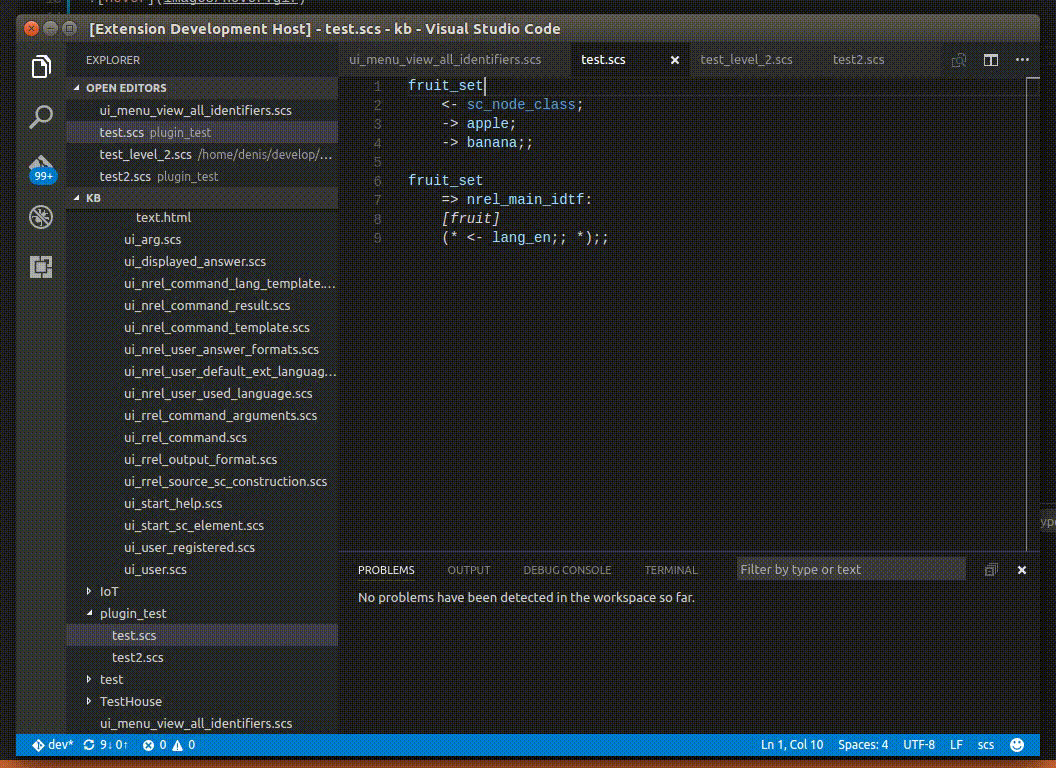 [Extension Development Host] - test.scs - kb - Visual Studio Code
EXPLORER
OPEN EDITORS
ui_menu_view_all_identifiers.scs
test.scs plugin_test
test_level_2.scs /home/denis/develop/...
test2.scs plugin_test
99+
KB
text.html
ui_arg.scs
ui_displayed_answer.scs
ui_nrel_command_lang_template....
ui_nrel_command_result.scs
ui_nrel_command_template.scs
ui_nrel_user_answer_formats.scs
ui_nrel_user_default_ext_languag...
ui_nrel_user_used_language.scs
ui_rrel_command_arguments.scs
ui_rrel_command.scs
ui_rrel_output_format.scs
ui_rrel_source_sc_construction.scs
ui_start_help.scs
ui_start_sc_element.scs
ui_user_registered.scs
ui_user.scs
IoT
plugin_test
test.scs
test2.scs
test
TestHouse
ui_menu_view_all_identifiers.scs
ui_menu_view_all_identifiers.scs test.scs × test_level_2.scs test2.scs ...
1 fruit_set
2 <- sc_node_class;
3 -> apple;
4 -> banana;;
5
6 fruit_set
7 => nrel_main_idtf:
8 [fruit]
9 (* <- lang_en;; *);;
PROBLEMS OUTPUT DEBUG CONSOLE TERMINAL Filter by type or text
No problems have been detected in the workspace so far.
dev* 9↓ 0↑ 0 0 Ln 1, Col 10 Spaces: 4 UTF-8 LF scs